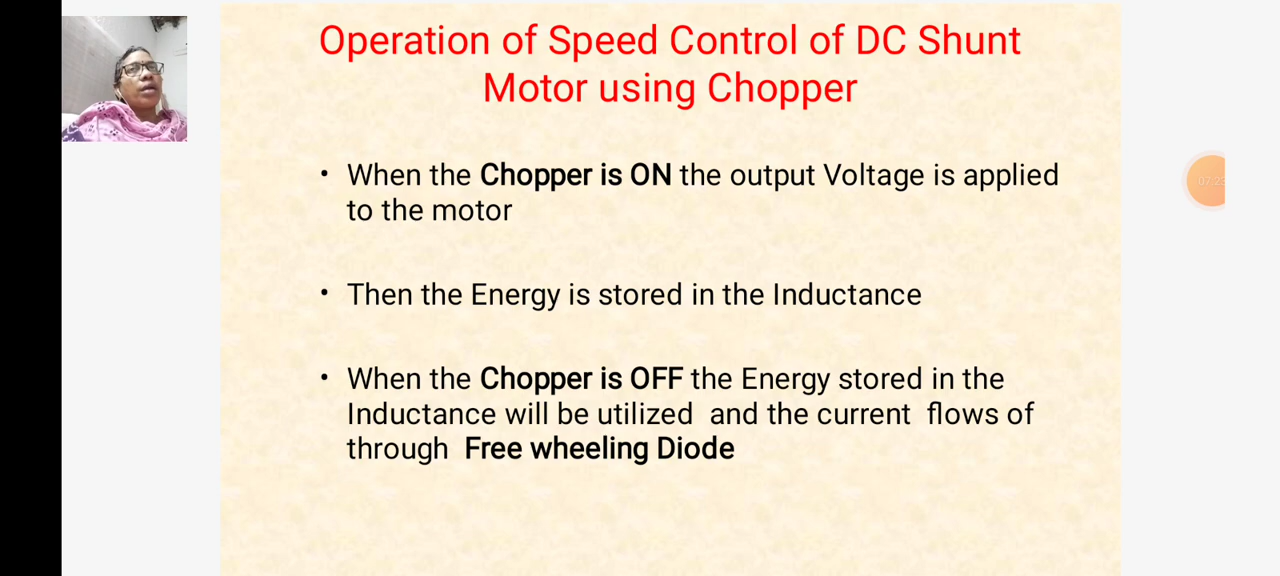 Operation of Speed Control of DC Shunt
Motor using Chopper
• When the Chopper is ON the output Voltage is applied
to the motor
• Then the Energy is stored in the Inductance
• When the Chopper is OFF the Energy stored in the
Inductance will be utilized and the current flows of
through Free wheeling Diode